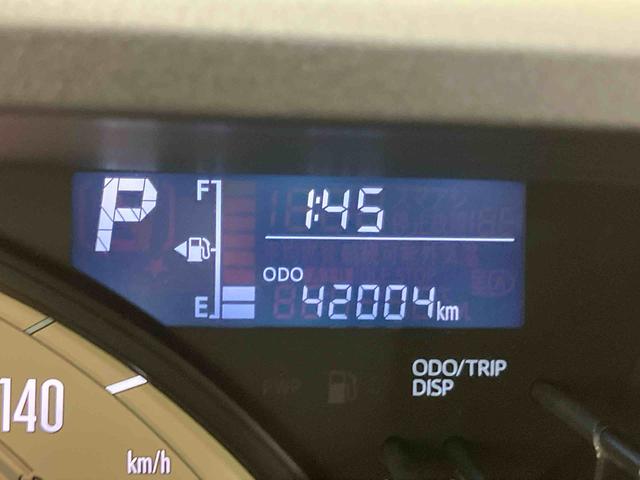 P
F
1:45
ODO
E
42004km
ODO/TRIP
DISP
140
km/h